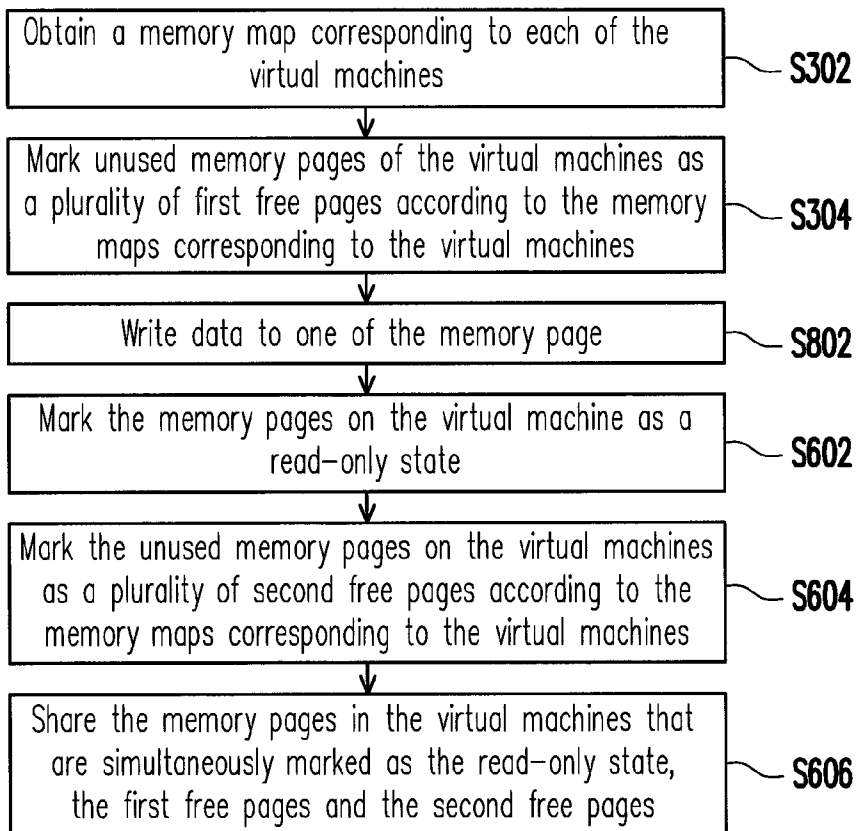 Obtain a memory map corresponding to each of the
virtual machines
S302
Mark unused memory pages of the virtual machines as
a plurality of first free pages according to the memory
maps corresponding to the virtual machines
S304
Write data to one of the memory page
S802
Mark the memory pages on the virtual machine as a
read-only state
S602
Mark the unused memory pages on the virtual machines
as a plurality of second free pages according to the
memory maps corresponding to the virtual machines
S604
Share the memory pages in the virtual machines that
are simultaneously marked as the read-only state,
the first free pages and the second free pages
S606